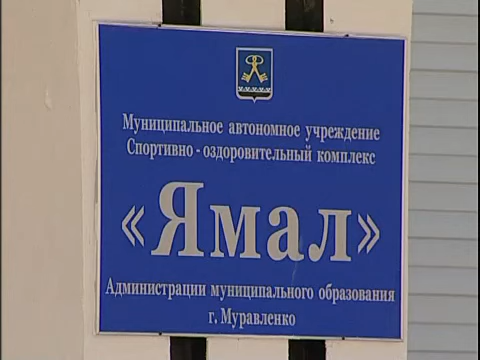 Муниципальное автономное учреждение
Спортивно - оздоровительный комплекс
«Ямал»
Администрации муниципального образования
г. Муравленко